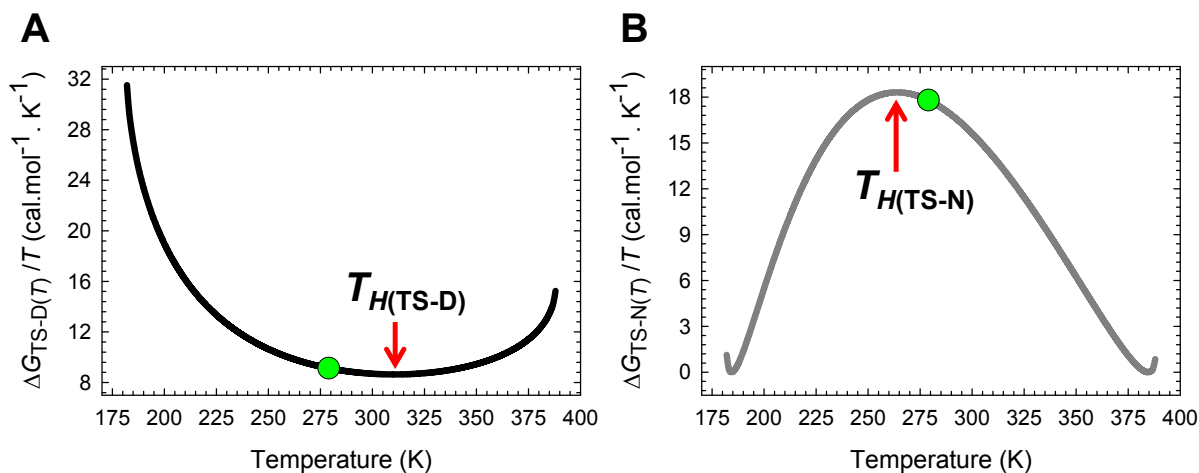 A
B
ΔG_TS-D(T)/T (cal.mol⁻¹. K⁻¹)
32
28
24
20
16
12
8
T_H(TS-D)
175 200 225 250 275 300 325 350 375 400
Temperature (K)
ΔG_TS-N(T)/T (cal.mol⁻¹. K⁻¹)
18
15
12
9
6
3
0
T_H(TS-N)
175 200 225 250 275 300 325 350 375 400
Temperature (K)